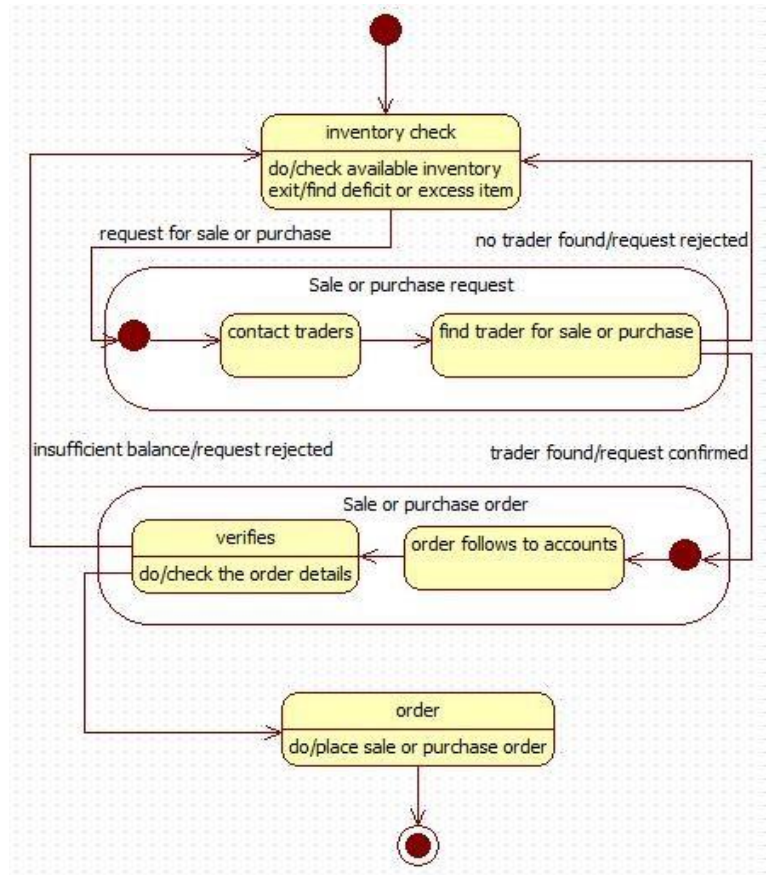 inventory check
do/check available inventory
exit/find deficit or excess item
request for sale or purchase
no trader found/request rejected
Sale or purchase request
contact traders
find trader for sale or purchase
insufficient balance/request rejected
trader found/request confirmed
Sale or purchase order
verifies
order follows to accounts
do/check the order details
order
do/place sale or purchase order